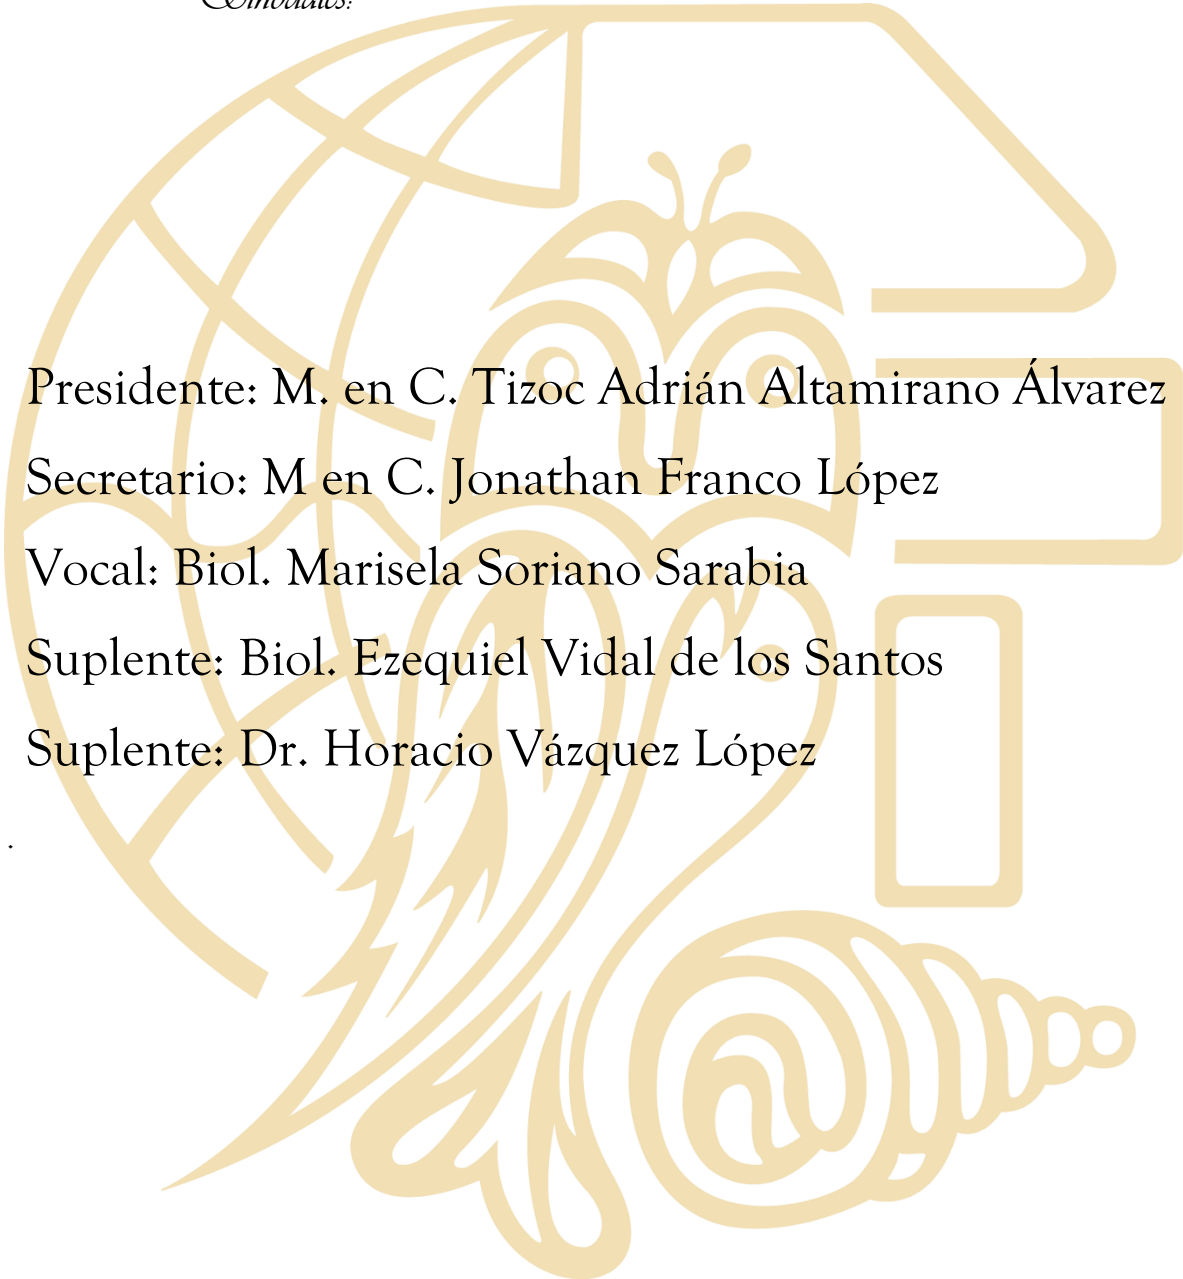 Sinodales:
Presidente: M. en C. Tizoc Adrián Altamirano Álvarez
Secretario: M en C. Jonathan Franco López
Vocal: Biol. Marisela Soriano Sarabia
Suplente: Biol. Ezequiel Vidal de los Santos
Suplente: Dr. Horacio Vázquez López
.